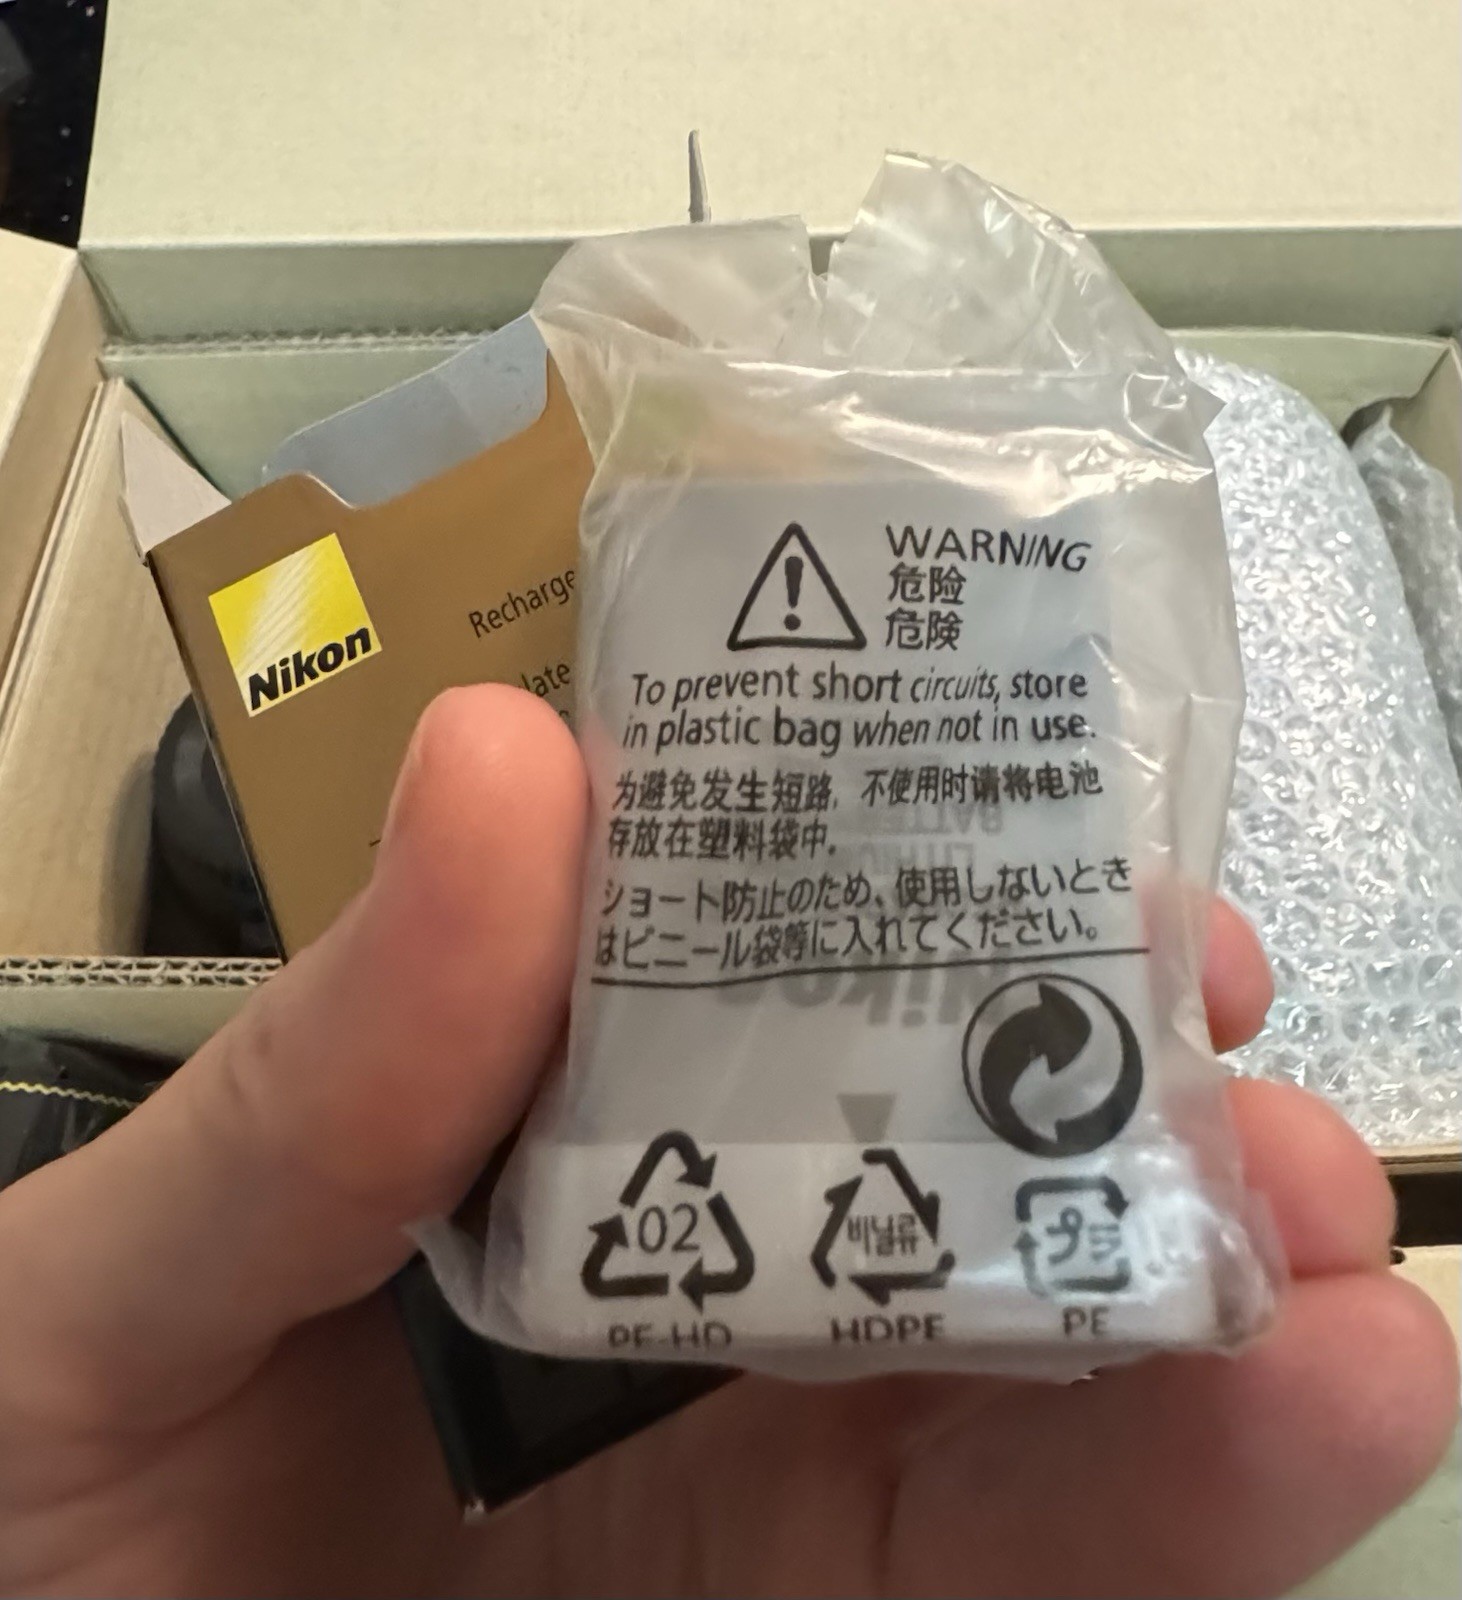 Nikon
Recharge
late
WARNING
危险
危険
To prevent short circuits, store
in plastic bag when not in use.
为避免发生短路, 不使用时请将电池
存放在塑料袋中.
ショート防止のため、使用しないとき
はビニール袋等に入れてください。
Nikon
02
PE-HD
비닐류
HDPE
プラ
PE